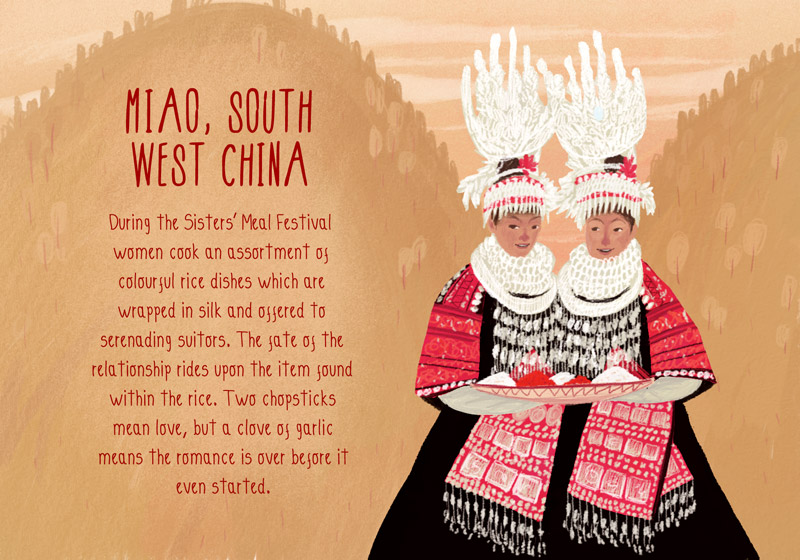 MIAO, SOUTH
WEST CHINA
During the Sisters' Meal Festival
women cook an assortment of
colourful rice dishes which are
wrapped in silk and offered to
serenading suitors. The fate of the
relationship rides upon the item found
within the rice. Two chopsticks
mean love, but a clove of garlic
means the romance is over before it
even started.